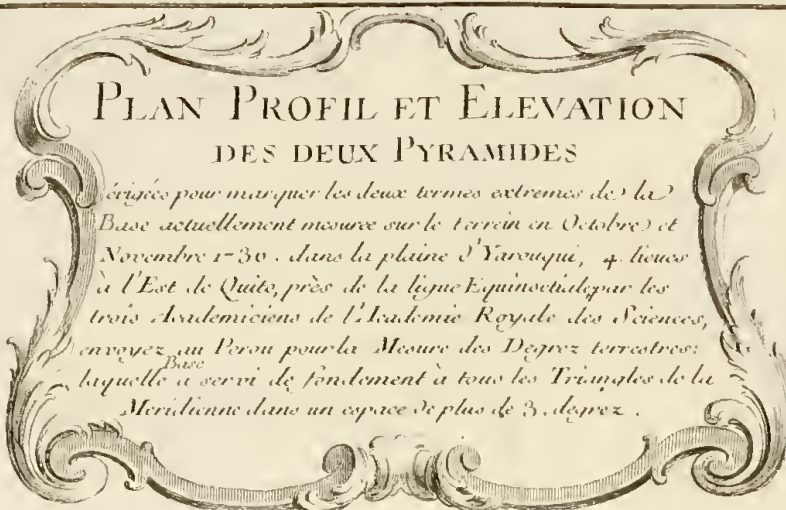 PLAN PROFIL ET ELEVATION
DES DEUX PYRAMIDES
érigées pour marquer les deux termes extremes de la
Base actuellement mesurée sur le terrein en Octobre et
Novembre 1736. dans la plaine d'Yarouqui, 4. lieues
à l'Est de Quito, près de la ligne Equinoctiale, par les
trois Academiciens de l'Academie Royale des Sciences,
envoyez au Perou pour la Mesure des Degrez terrestres:
laquelle Base a servi de fondement à tous les Triangles de la
Meridienne dans un espace de plus de 3. degrez.